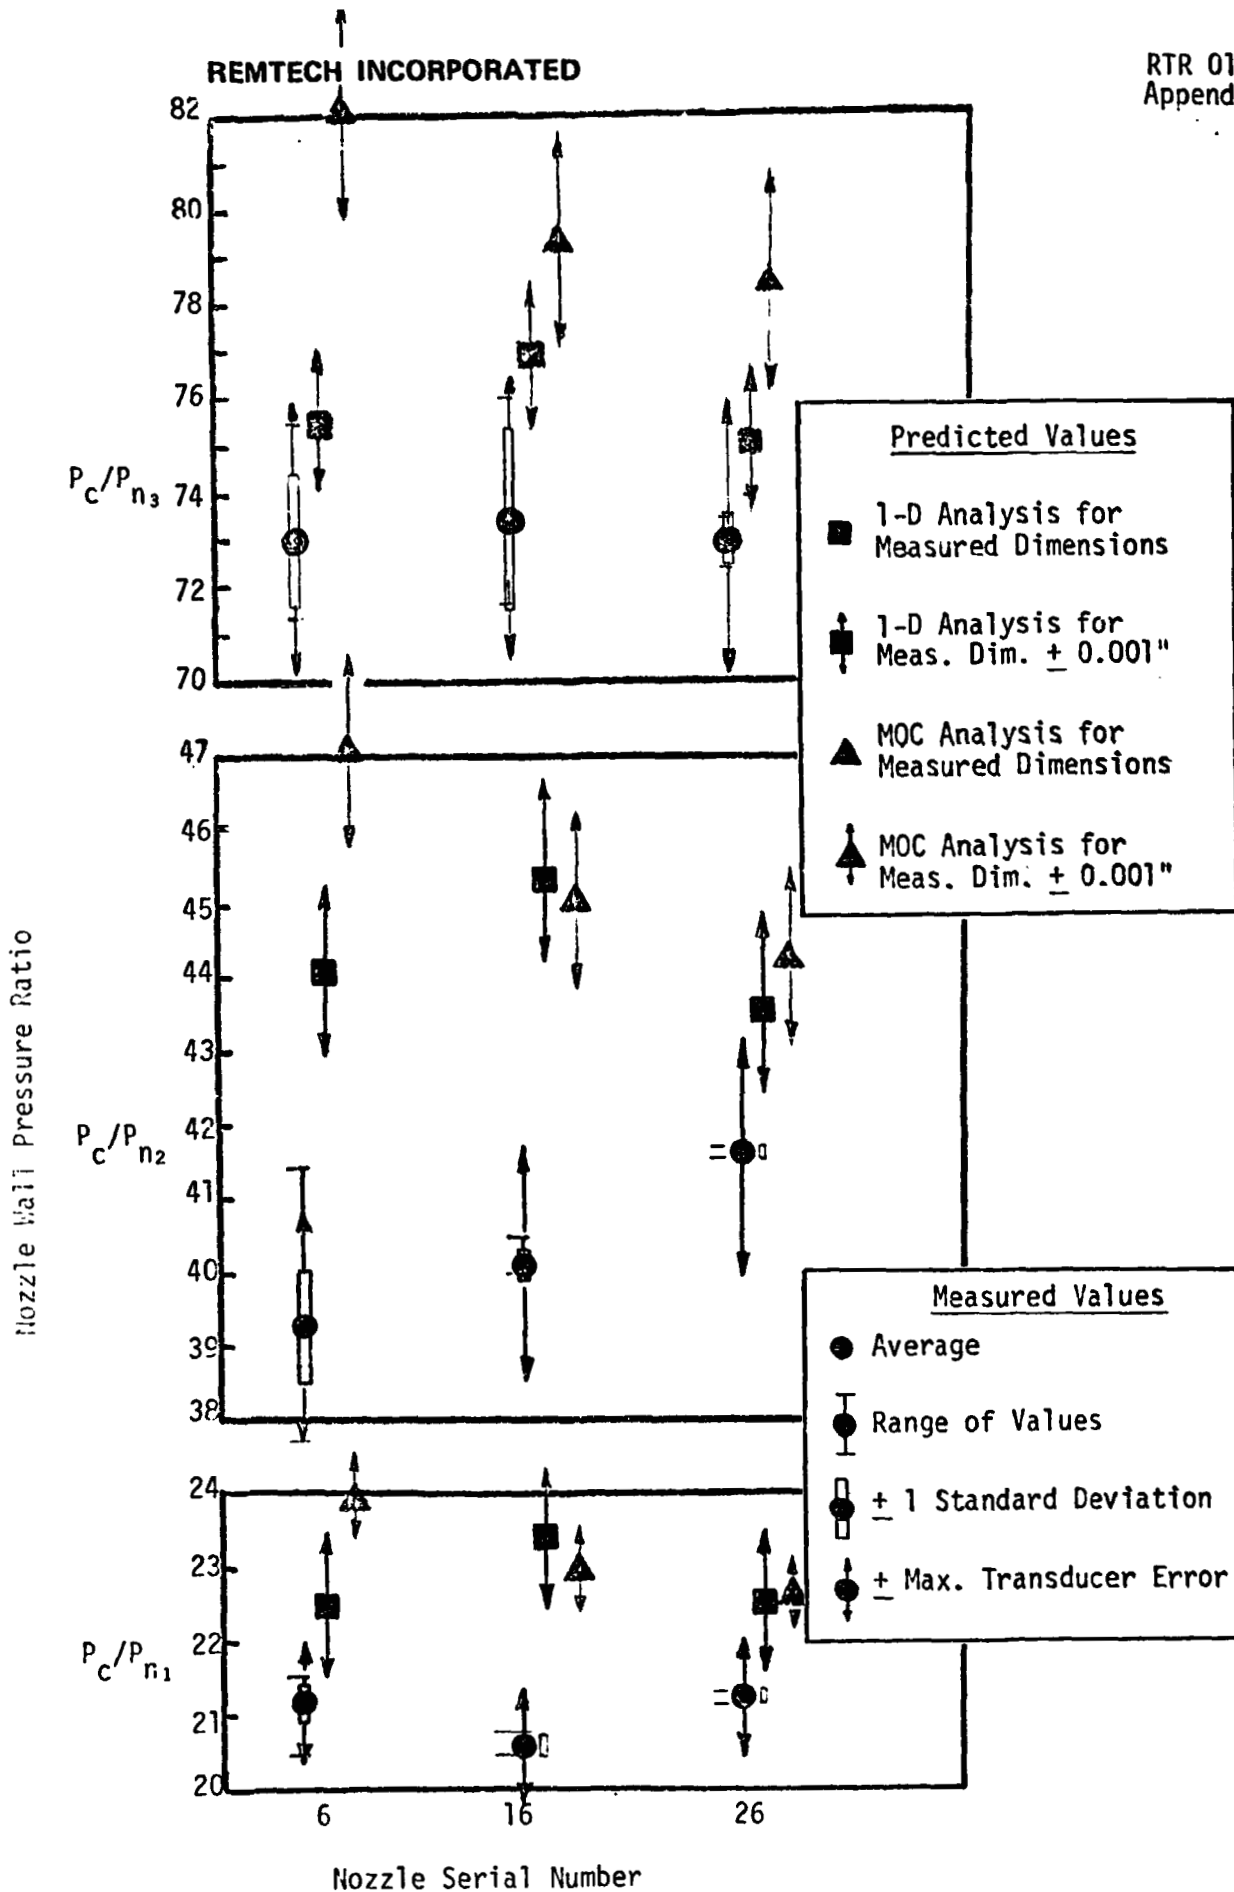 REMTECH INCORPORATED
RTR 01
Append
82
80
78
76
74
72
70
Pc/Pn3
47
46
45
44
43
42
41
40
39
38
Pc/Pn2
24
23
22
21
20
Pc/Pn1
Nozzle Wall Pressure Ratio
6 16 26
Nozzle Serial Number
Predicted Values
1-D Analysis for
Measured Dimensions
1-D Analysis for
Meas. Dim. ± 0.001"
MOC Analysis for
Measured Dimensions
MOC Analysis for
Meas. Dim. ± 0.001"
Measured Values
Average
Range of Values
± 1 Standard Deviation
± Max. Transducer Error